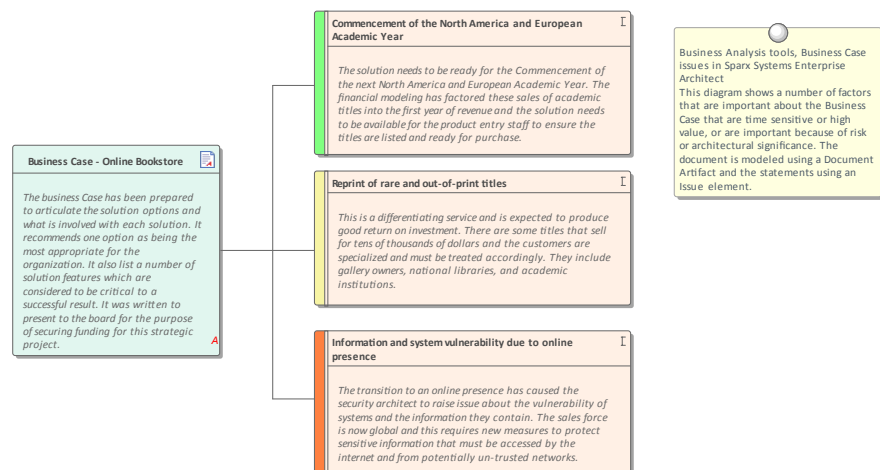 Business Case - Online Bookstore
The business Case has been prepared
to articulate the solution options and
what is involved with each solution. It
recommends one option as being the
most appropriate for the
organization. It also list a number of
solution features which are
considered to be critical to a
successful result. It was written to
present to the board for the purpose
of securing funding for this strategic
project.
A
Commencement of the North America and European
Academic Year
I
The solution needs to be ready for the Commencement of
the next North America and European Academic Year. The
financial modeling has factored these sales of academic
titles into the first year of revenue and the solution needs
to be available for the product entry staff to ensure the
titles are listed and ready for purchase.
Reprint of rare and out-of-print titles
I
This is a differentiating service and is expected to produce
good return on investment. There are some titles that sell
for tens of thousands of dollars and the customers are
specialized and must be treated accordingly. They include
gallery owners, national libraries, and academic
institutions.
Information and system vulnerability due to online
presence
I
The transition to an online presence has caused the
security architect to raise issue about the vulnerability of
systems and the information they contain. The sales force
is now global and this requires new measures to protect
sensitive information that must be accessed by the
internet and from potentially un-trusted networks.
Business Analysis tools, Business Case
issues in Sparx Systems Enterprise
Architect
This diagram shows a number of factors
that are important about the Business
Case that are time sensitive or high
value, or are important because of risk
or architectural significance. The
document is modeled using a Document
Artifact and the statements using an
Issue element.